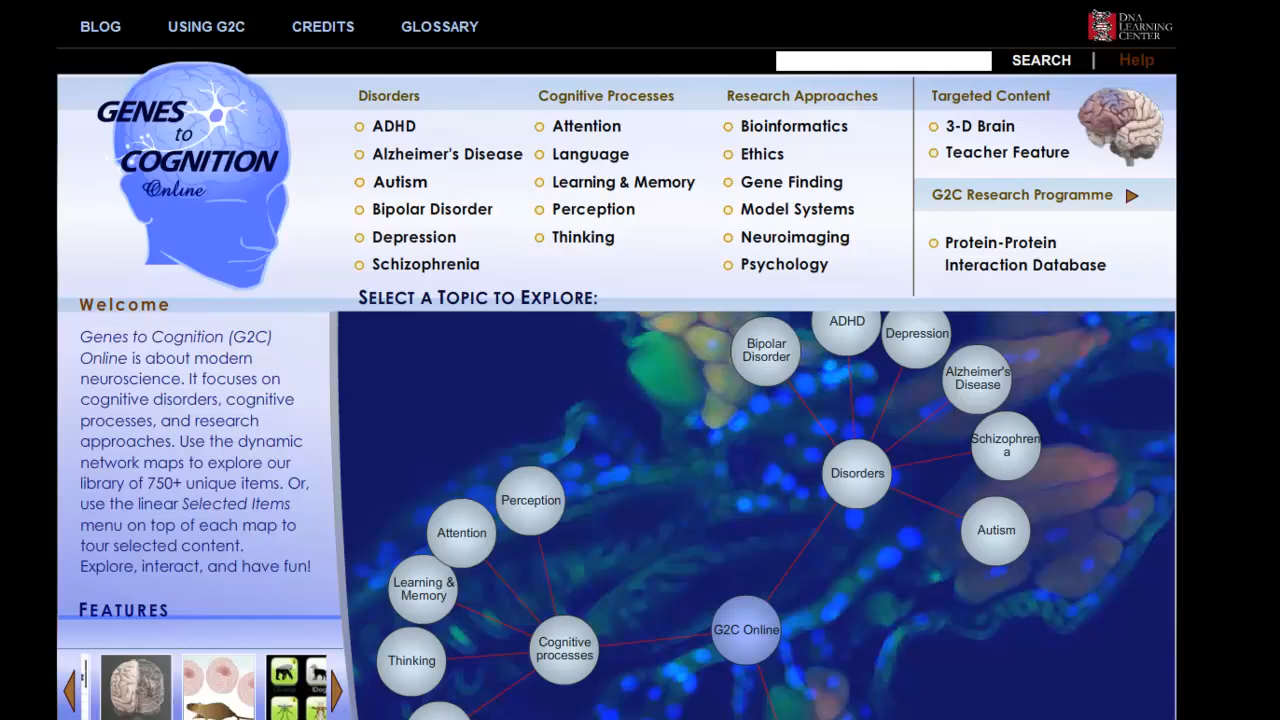 BLOG USING G2C CREDITS GLOSSARY
DNA
LEARNING
CENTER
SEARCH | Help
GENES
to
COGNITION
Online
Disorders
ADHD
Alzheimer's Disease
Autism
Bipolar Disorder
Depression
Schizophrenia
Cognitive Processes
Attention
Language
Learning & Memory
Perception
Thinking
Research Approaches
Bioinformatics
Ethics
Gene Finding
Model Systems
Neuroimaging
Psychology
Targeted Content
3-D Brain
Teacher Feature
G2C Research Programme
Protein-Protein
Interaction Database
Welcome
SELECT A TOPIC TO EXPLORE:
Genes to Cognition (G2C)
Online is about modern
neuroscience. It focuses on
cognitive disorders, cognitive
processes, and research
approaches. Use the dynamic
network maps to explore our
library of 750+ unique items. Or,
use the linear Selected Items
menu on top of each map to
tour selected content.
Explore, interact, and have fun!
FEATURES
ADHD
Depression
Bipolar
Disorder
Alzheimer's
Disease
Schizophren
a
Disorders
Autism
Perception
Attention
Learning &
Memory
Thinking
Cognitive
processes
G2C Online